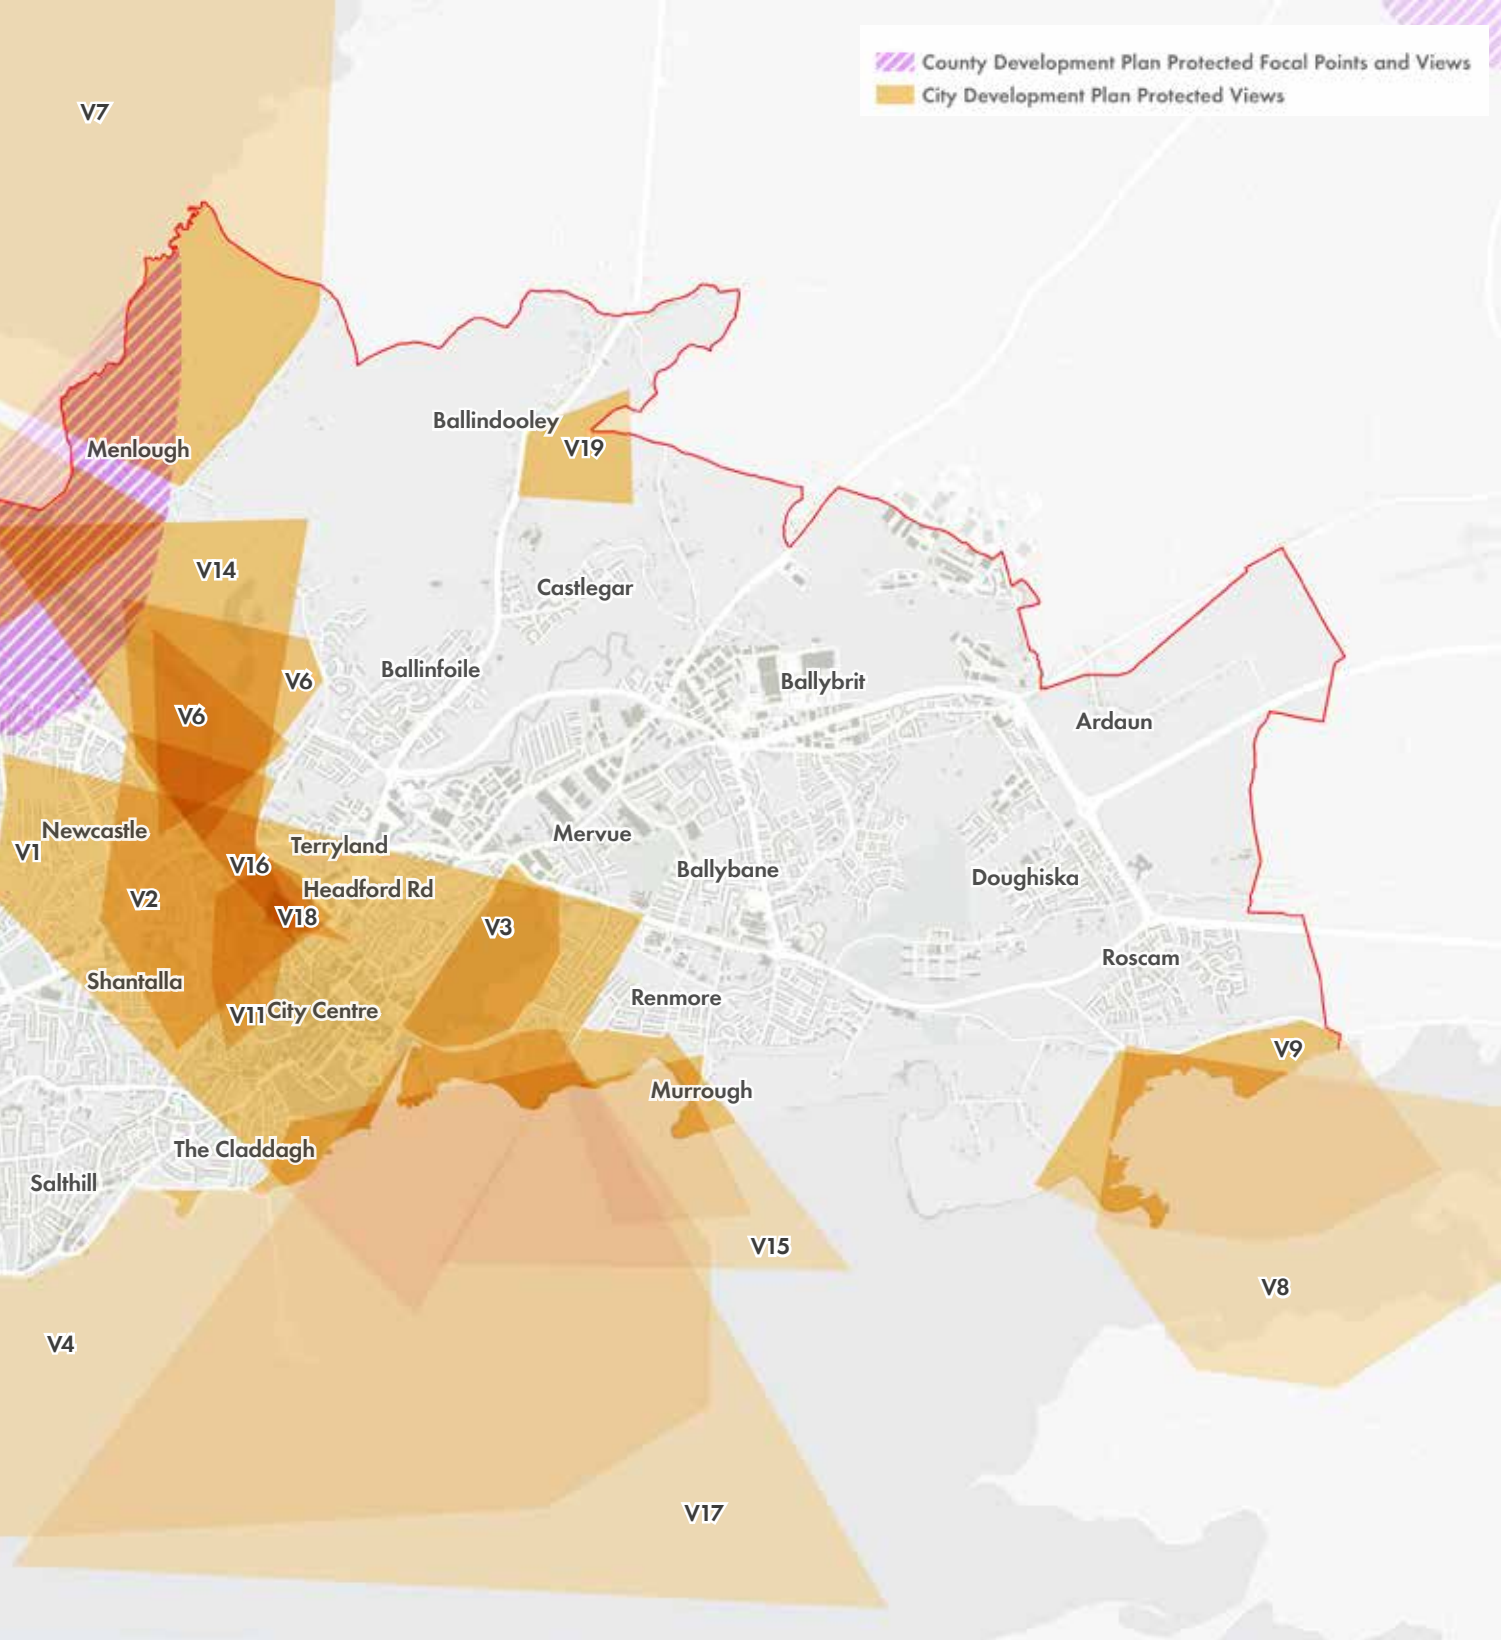 County Development Plan Protected Focal Points and Views
City Development Plan Protected Views
V7
Ballindooley
V19
Menlough
V14
Castlegar
Ballinfoile
V6
Ballybrit
V6
Ardaun
Newcastle
Mervue
Terryland
V1
V16
Ballybane
Doughiska
Headford Rd
V2
V18
V3
Roscam
Shantalla
Renmore
V11
City Centre
V9
Murrough
The Claddagh
Salthill
V15
V8
V4
V17